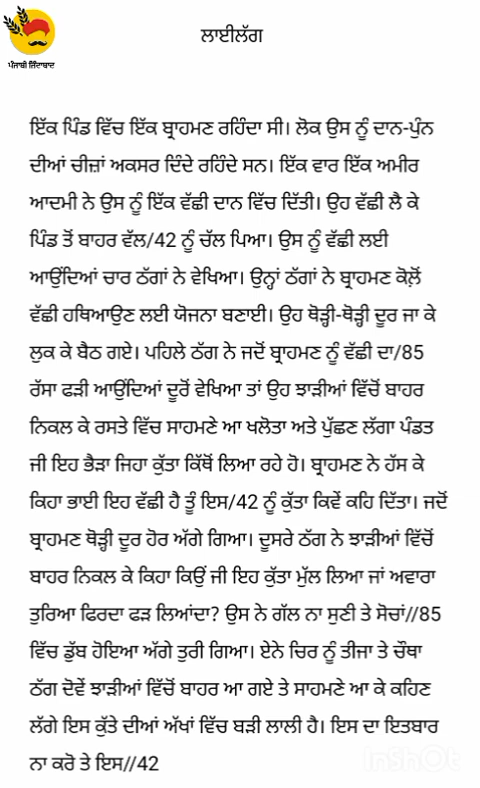 ਪੰਜਾਬੀ ਜ਼ਿੰਦਾਬਾਦ
ਲਾਈਲੱਗ
ਇੱਕ ਪਿੰਡ ਵਿੱਚ ਇੱਕ ਬ੍ਰਾਹਮਣ ਰਹਿੰਦਾ ਸੀ। ਲੋਕ ਉਸ ਨੂੰ ਦਾਨ-ਪੁੰਨ
ਦੀਆਂ ਚੀਜ਼ਾਂ ਅਕਸਰ ਦਿੰਦੇ ਰਹਿੰਦੇ ਸਨ। ਇੱਕ ਵਾਰ ਇੱਕ ਅਮੀਰ
ਆਦਮੀ ਨੇ ਉਸ ਨੂੰ ਇੱਕ ਵੱਛੀ ਦਾਨ ਵਿੱਚ ਦਿੱਤੀ। ਉਹ ਵੱਛੀ ਲੈ ਕੇ
ਪਿੰਡ ਤੋਂ ਬਾਹਰ ਵੱਲ/42 ਨੂੰ ਚੱਲ ਪਿਆ। ਉਸ ਨੂੰ ਵੱਛੀ ਲਈ
ਆਉਂਦਿਆਂ ਚਾਰ ਠੱਗਾਂ ਨੇ ਵੇਖਿਆ। ਉਨ੍ਹਾਂ ਠੱਗਾਂ ਨੇ ਬ੍ਰਾਹਮਣ ਕੋਲੋਂ
ਵੱਛੀ ਹਥਿਆਉਣ ਲਈ ਯੋਜਨਾ ਬਣਾਈ। ਉਹ ਥੋੜ੍ਹੀ-ਥੋੜ੍ਹੀ ਦੂਰ ਜਾ ਕੇ
ਲੁਕ ਕੇ ਬੈਠ ਗਏ। ਪਹਿਲੇ ਠੱਗ ਨੇ ਜਦੋਂ ਬ੍ਰਾਹਮਣ ਨੂੰ ਵੱਛੀ ਦਾ/85
ਰੱਸਾ ਫੜੀ ਆਉਂਦਿਆਂ ਦੂਰੋਂ ਵੇਖਿਆ ਤਾਂ ਉਹ ਝਾੜੀਆਂ ਵਿੱਚੋਂ ਬਾਹਰ
ਨਿਕਲ ਕੇ ਰਸਤੇ ਵਿੱਚ ਸਾਹਮਣੇ ਆ ਖਲੋਤਾ ਅਤੇ ਪੁੱਛਣ ਲੱਗਾ ਪੰਡਤ
ਜੀ ਇਹ ਭੈੜਾ ਜਿਹਾ ਕੁੱਤਾ ਕਿੱਥੋਂ ਲਿਆ ਰਹੇ ਹੋ। ਬ੍ਰਾਹਮਣ ਨੇ ਹੱਸ ਕੇ
ਕਿਹਾ ਭਾਈ ਇਹ ਵੱਛੀ ਹੈ ਤੂੰ ਇਸ/42 ਨੂੰ ਕੁੱਤਾ ਕਿਵੇਂ ਕਹਿ ਦਿੱਤਾ। ਜਦੋਂ
ਬ੍ਰਾਹਮਣ ਥੋੜ੍ਹੀ ਦੂਰ ਹੋਰ ਅੱਗੇ ਗਿਆ। ਦੂਸਰੇ ਠੱਗ ਨੇ ਝਾੜੀਆਂ ਵਿੱਚੋਂ
ਬਾਹਰ ਨਿਕਲ ਕੇ ਕਿਹਾ ਕਿਉਂ ਜੀ ਇਹ ਕੁੱਤਾ ਮੁੱਲ ਲਿਆ ਜਾਂ ਅਵਾਰਾ
ਤੁਰਿਆ ਫਿਰਦਾ ਫੜ ਲਿਆਂਦਾ? ਉਸ ਨੇ ਗੱਲ ਨਾ ਸੁਣੀ ਤੇ ਸੋਚਾਂ//85
ਵਿੱਚ ਡੁੱਬ ਹੋਇਆ ਅੱਗੇ ਤੁਰੀ ਗਿਆ। ਏਨੇ ਚਿਰ ਨੂੰ ਤੀਜਾ ਤੇ ਚੌਥਾ
ਠੱਗ ਦੋਵੇਂ ਝਾੜੀਆਂ ਵਿੱਚੋਂ ਬਾਹਰ ਆ ਗਏ ਤੇ ਸਾਹਮਣੇ ਆ ਕੇ ਕਹਿਣ
ਲੱਗੇ ਇਸ ਕੁੱਤੇ ਦੀਆਂ ਅੱਖਾਂ ਵਿੱਚ ਬੜੀ ਲਾਲੀ ਹੈ। ਇਸ ਦਾ ਇਤਬਾਰ
ਨਾ ਕਰੋ ਤੇ ਇਸ//42
InShOt